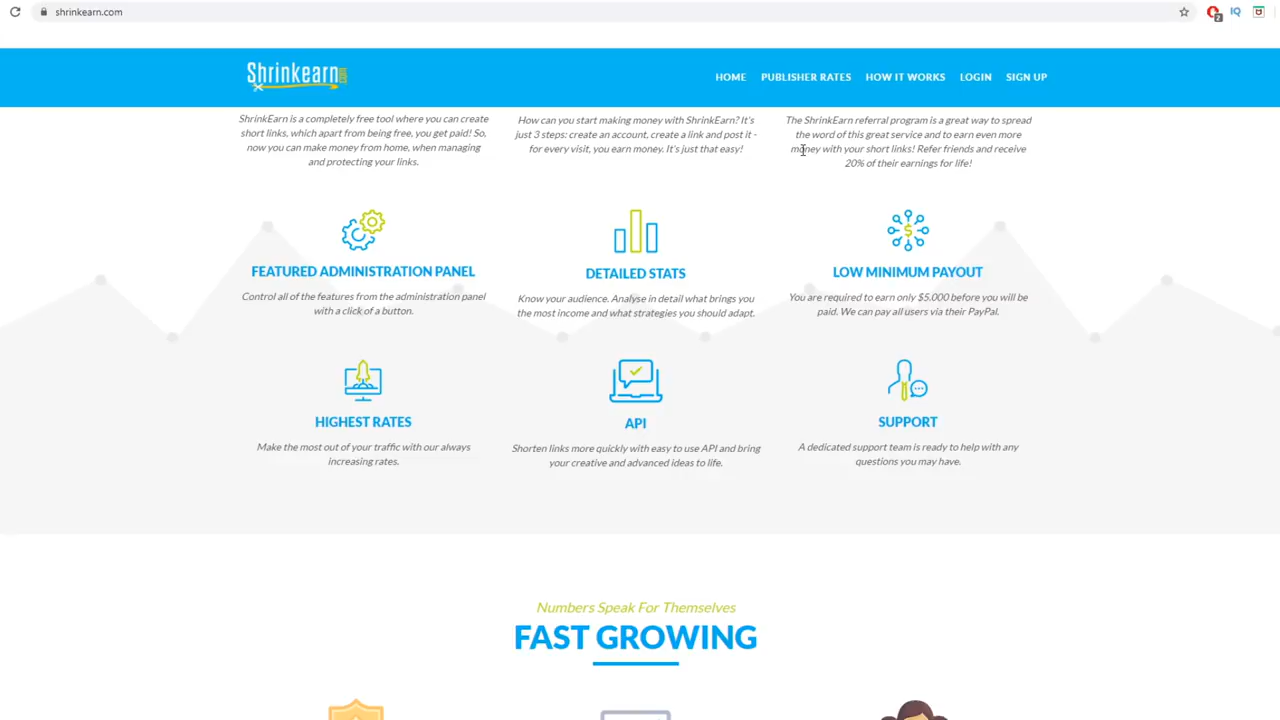 shrinkearn.com
2
IQ
Shrinkearn.com
HOME PUBLISHER RATES HOW IT WORKS LOGIN SIGN UP
ShrinkEarn is a completely free tool where you can create
short links, which apart from being free, you get paid! So,
now you can make money from home, when managing
and protecting your links.
How can you start making money with ShrinkEarn? It's
just 3 steps: create an account, create a link and post it -
for every visit, you earn money. It's just that easy!
The ShrinkEarn referral program is a great way to spread
the word of this great service and to earn even more
money with your short links! Refer friends and receive
20% of their earnings for life!
FEATURED ADMINISTRATION PANEL
Control all of the features from the administration panel
with a click of a button.
DETAILED STATS
Know your audience. Analyse in detail what brings you
the most income and what strategies you should adapt.
LOW MINIMUM PAYOUT
You are required to earn only $5.000 before you will be
paid. We can pay all users via their PayPal.
HIGHEST RATES
Make the most out of your traffic with our always
increasing rates.
API
Shorten links more quickly with easy to use API and bring
your creative and advanced ideas to life.
SUPPORT
A dedicated support team is ready to help with any
questions you may have.
Numbers Speak For Themselves
FAST GROWING